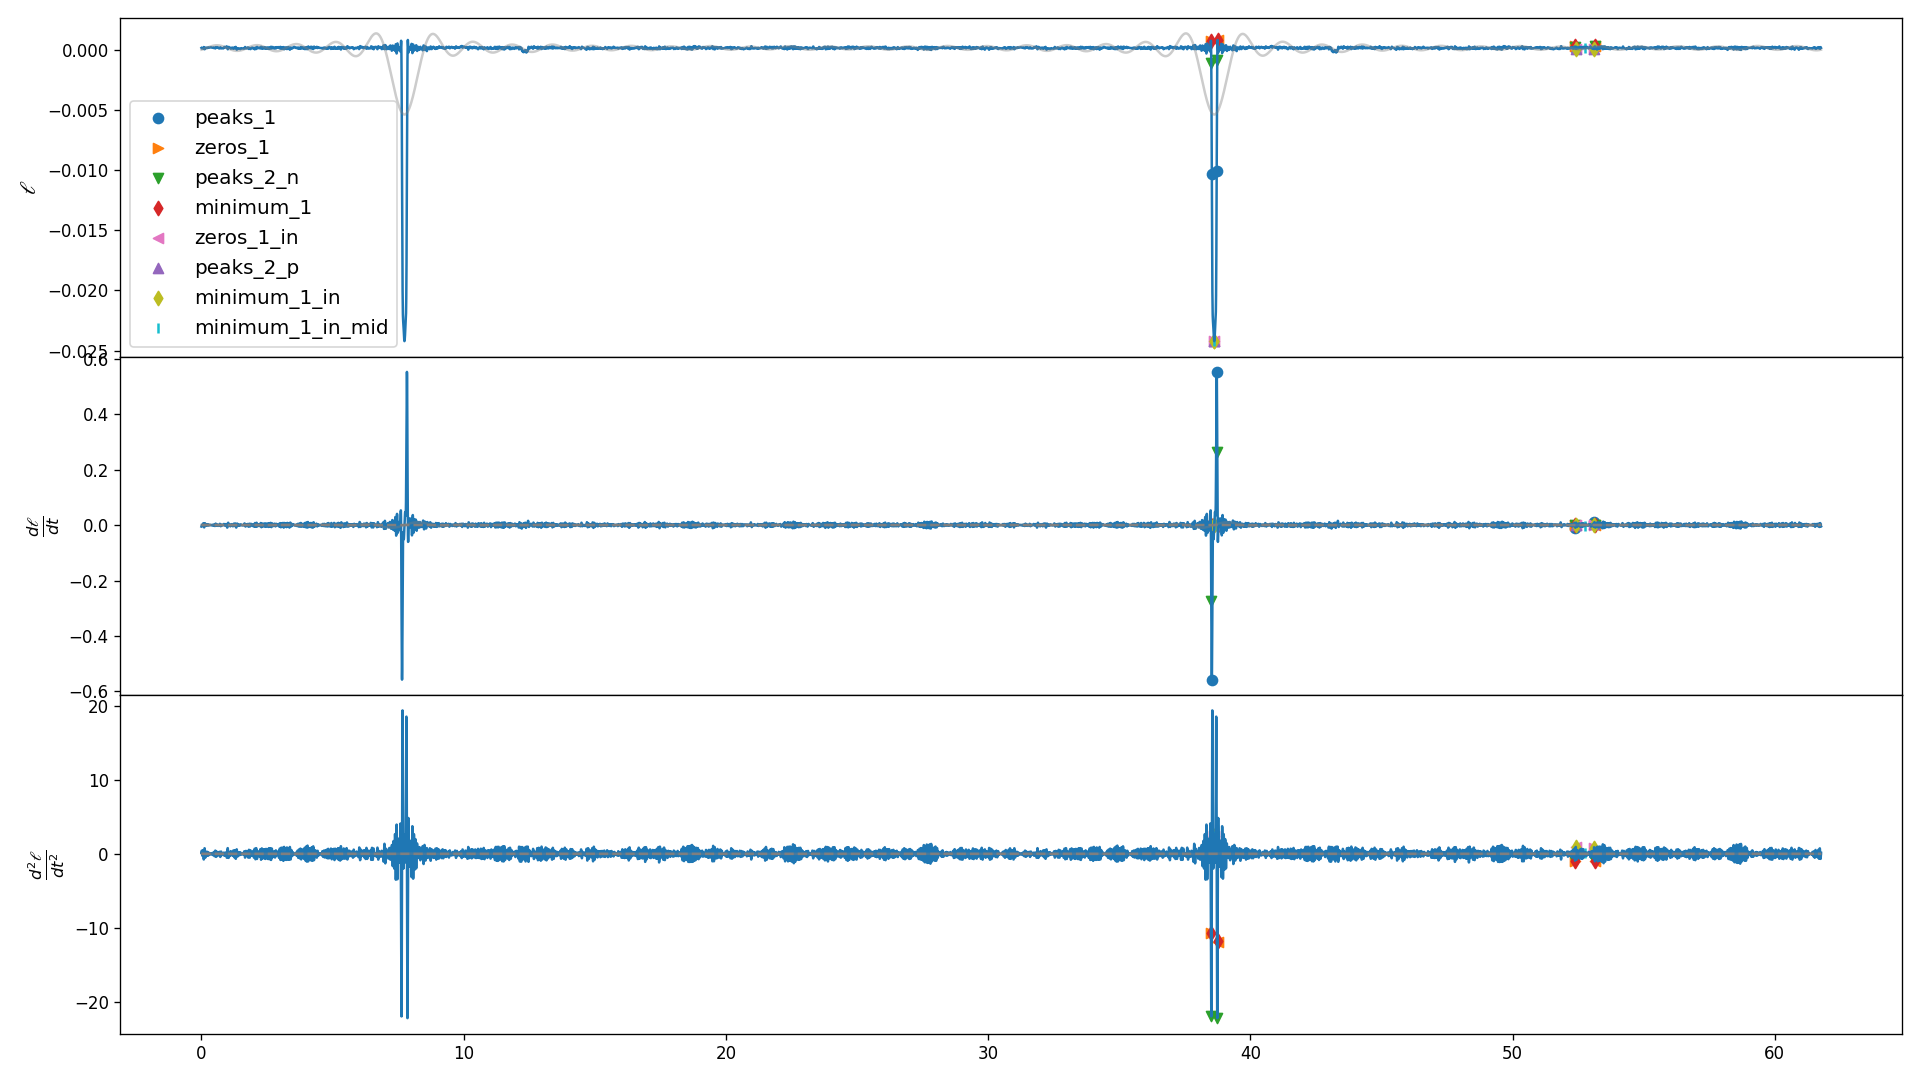 0.000
−0.005
−0.010
−0.015
−0.020
−0.025
ℓ
peaks_1
zeros_1
peaks_2_n
minimum_1
zeros_1_in
peaks_2_p
minimum_1_in
minimum_1_in_mid
0.6
0.4
0.2
0.0
−0.2
−0.4
−0.6
dℓ/dt
20
10
0
−10
−20
d²ℓ/dt²
0 10 20 30 40 50 60